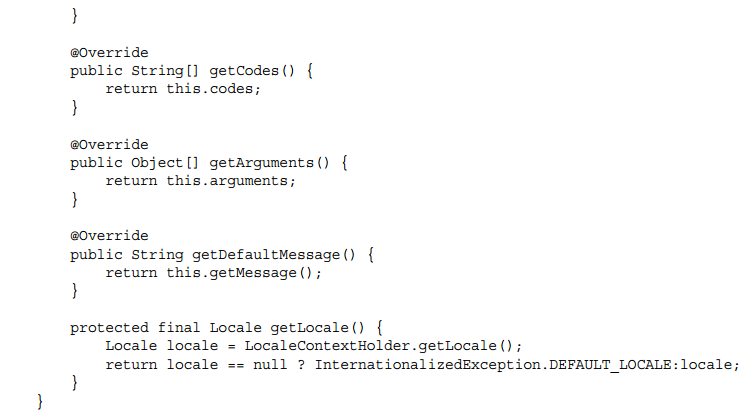 }

    @Override
    public String[] getCodes() {
        return this.codes;
    }

    @Override
    public Object[] getArguments() {
        return this.arguments;
    }

    @Override
    public String getDefaultMessage() {
        return this.getMessage();
    }

    protected final Locale getLocale() {
        Locale locale = LocaleContextHolder.getLocale();
        return locale == null ? InternationalizedException.DEFAULT_LOCALE:locale;
    }
}